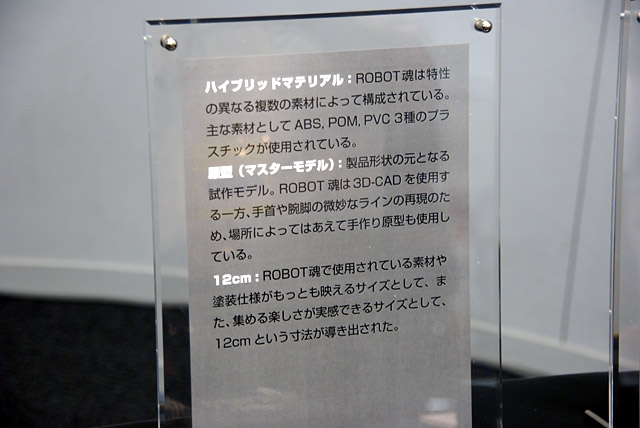 ハイブリッドマテリアル：ROBOT魂は特性
の異なる複数の素材によって構成されている。
主な素材としてABS, POM, PVC 3種のプラ
スチックが使用されている。
原型（マスターモデル）：製品形状の元となる
試作モデル。ROBOT魂は3D-CADを使用す
る一方、手首や腕脚の微妙なラインの再現のた
め、場所によってはあえて手作り原型も使用し
ている。
12cm：ROBOT魂で使用されている素材や
塗装仕様がもっとも映えるサイズとして、ま
た、集める楽しさが実感できるサイズとして、
12cmという寸法が導き出された。